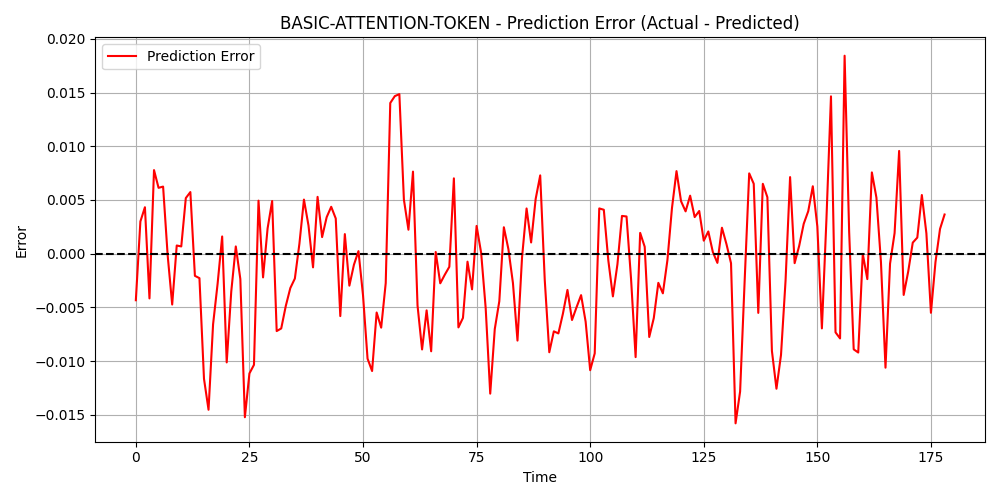 BASIC-ATTENTION-TOKEN - Prediction Error (Actual - Predicted)
Prediction Error
Error
0.020
0.015
0.010
0.005
0.000
−0.005
−0.010
−0.015
0 25 50 75 100 125 150 175
Time